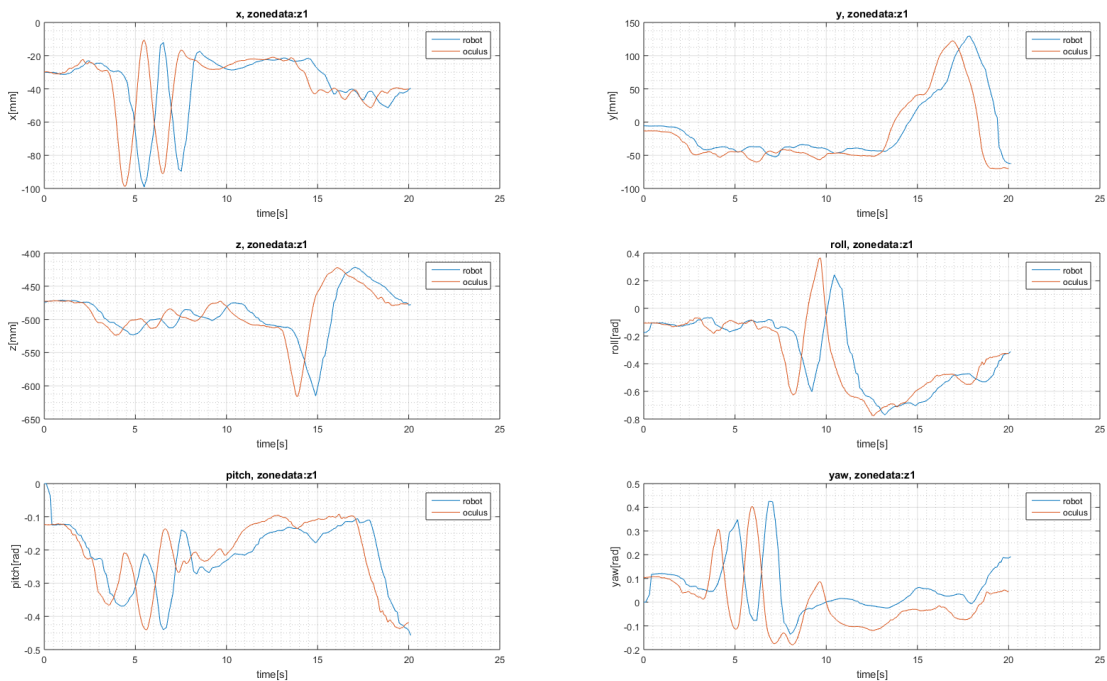 x, zonedata:z1
0
-20
-40
-60
-80
-100
x[mm]
robot
oculus
0 5 10 15 20 25
time[s]
y, zonedata:z1
150
100
50
0
-50
-100
y[mm]
robot
oculus
0 5 10 15 20 25
time[s]
z, zonedata:z1
-400
-450
-500
-550
-600
-650
z[mm]
robot
oculus
0 5 10 15 20 25
time[s]
roll, zonedata:z1
0.4
0.2
0
-0.2
-0.4
-0.6
-0.8
roll[rad]
robot
oculus
0 5 10 15 20 25
time[s]
pitch, zonedata:z1
0
-0.1
-0.2
-0.3
-0.4
-0.5
pitch[rad]
robot
oculus
0 5 10 15 20 25
time[s]
yaw, zonedata:z1
0.5
0.4
0.3
0.2
0.1
0
-0.1
-0.2
yaw[rad]
robot
oculus
0 5 10 15 20 25
time[s]